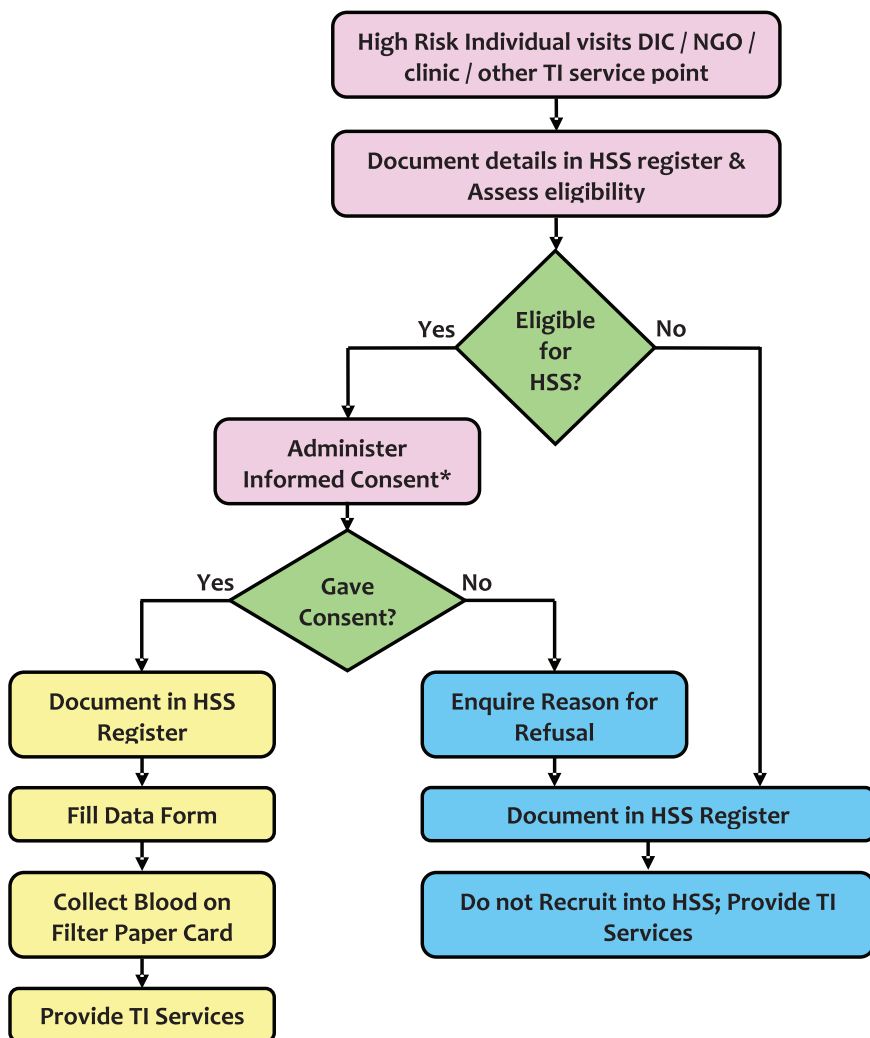 High Risk Individual visits DIC / NGO /
clinic / other TI service point
Document details in HSS register &
Assess eligibility
Yes
Eligible
for
HSS?
No
Administer
Informed Consent*
Yes
Gave
Consent?
No
Document in HSS
Register
Enquire Reason for
Refusal
Fill Data Form
Document in HSS Register
Collect Blood on
Filter Paper Card
Do not Recruit into HSS; Provide TI
Services
Provide TI Services